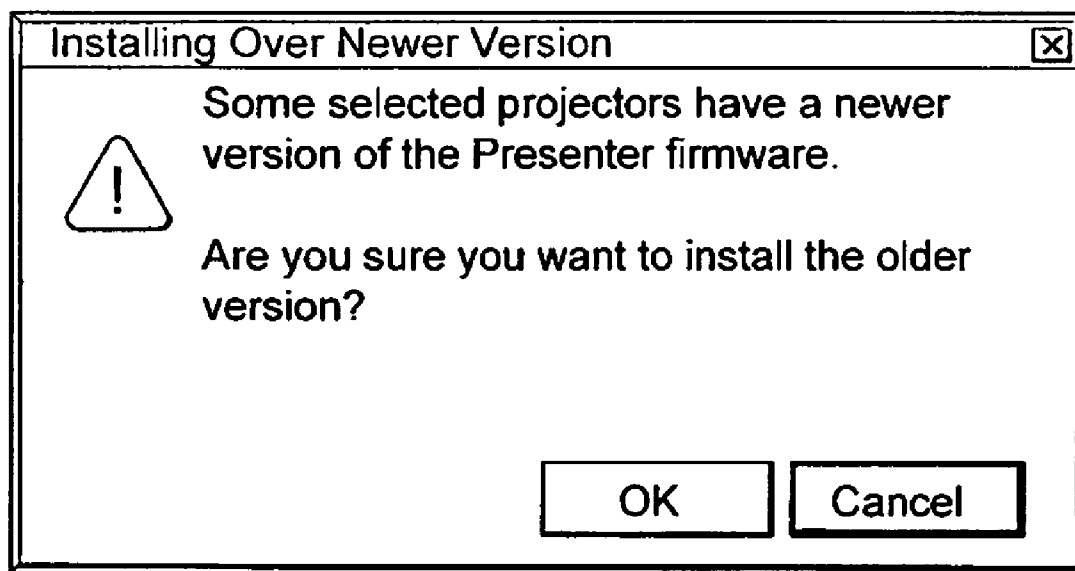 Installing Over Newer Version
Some selected projectors have a newer
version of the Presenter firmware.
!
Are you sure you want to install the older
version?
OK
Cancel